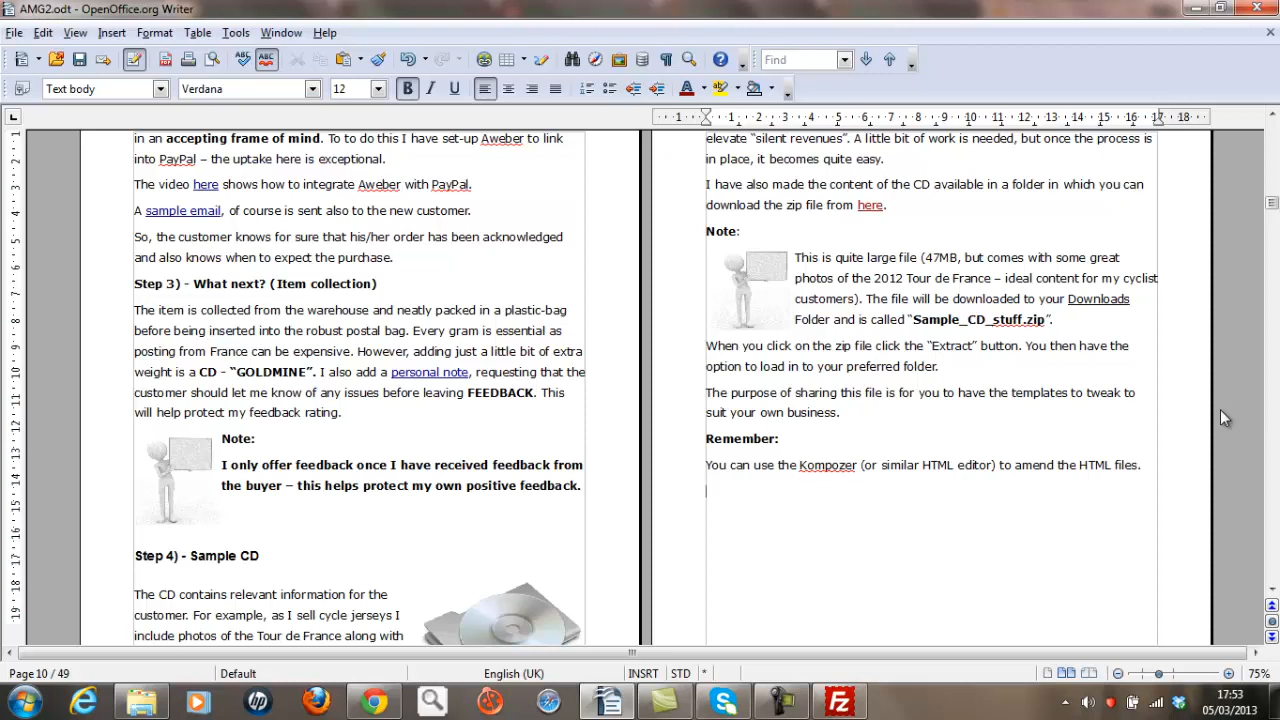 AMG2.odt - OpenOffice.org Writer
File Edit View Insert Format Table Tools Window Help
Find
Text body Verdana 12
in an accepting frame of mind. To to do this I have set-up Aweber to link
into PayPal – the uptake here is exceptional.
The video here shows how to integrate Aweber with PayPal.
A sample email, of course is sent also to the new customer.
So, the customer knows for sure that his/her order has been acknowledged
and also knows when to expect the purchase.
Step 3) - What next? (Item collection)
The item is collected from the warehouse and neatly packed in a plastic-bag
before being inserted into the robust postal bag. Every gram is essential as
posting from France can be expensive. However, adding just a little bit of extra
weight is a CD - “GOLDMINE”. I also add a personal note, requesting that the
customer should let me know of any issues before leaving FEEDBACK. This
will help protect my feedback rating.
Note:
I only offer feedback once I have received feedback from
the buyer – this helps protect my own positive feedback.
Step 4) - Sample CD
The CD contains relevant information for the
customer. For example, as I sell cycle jerseys I
include photos of the Tour de France along with
elevate “silent revenues”. A little bit of work is needed, but once the process is
in place, it becomes quite easy.
I have also made the content of the CD available in a folder in which you can
download the zip file from here.
Note:
This is quite large file (47MB, but comes with some great
photos of the 2012 Tour de France – ideal content for my cyclist
customers). The file will be downloaded to your Downloads
Folder and is called “Sample_CD_stuff.zip”.
When you click on the zip file click the “Extract” button. You then have the
option to load in to your preferred folder.
The purpose of sharing this file is for you to have the templates to tweak to
suit your own business.
Remember:
You can use the Kompozer (or similar HTML editor) to amend the HTML files.
Page 10 / 49 Default English (UK) INSRT STD * 75%
17:53
05/03/2013